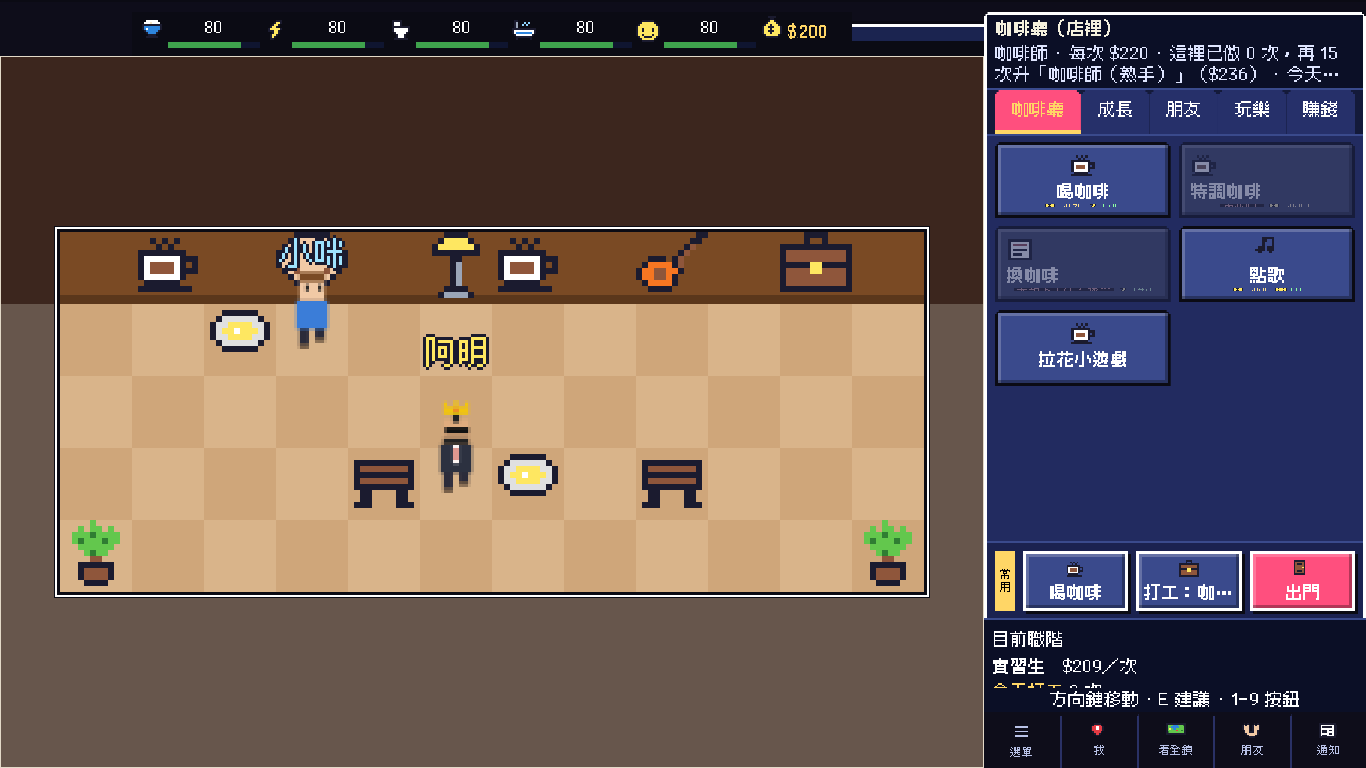 80 80 80 80 80 $200
咖啡廳（店裡）
咖啡師 · 每次 $220 · 這裡已做 0 次，再 15
次升「咖啡師（熟手）」（$236） · 今天…
咖啡廳 成長 朋友 玩樂 賺錢
喝咖啡 特調咖啡
換咖啡 點歌
拉花小遊戲
小咪
阿明
常用
喝咖啡 打工：咖… 出門
目前職階
實習生 $209／次
方向鍵移動 · E 建議 · 1-9 按鈕
選單 我 看全鎮 朋友 通知